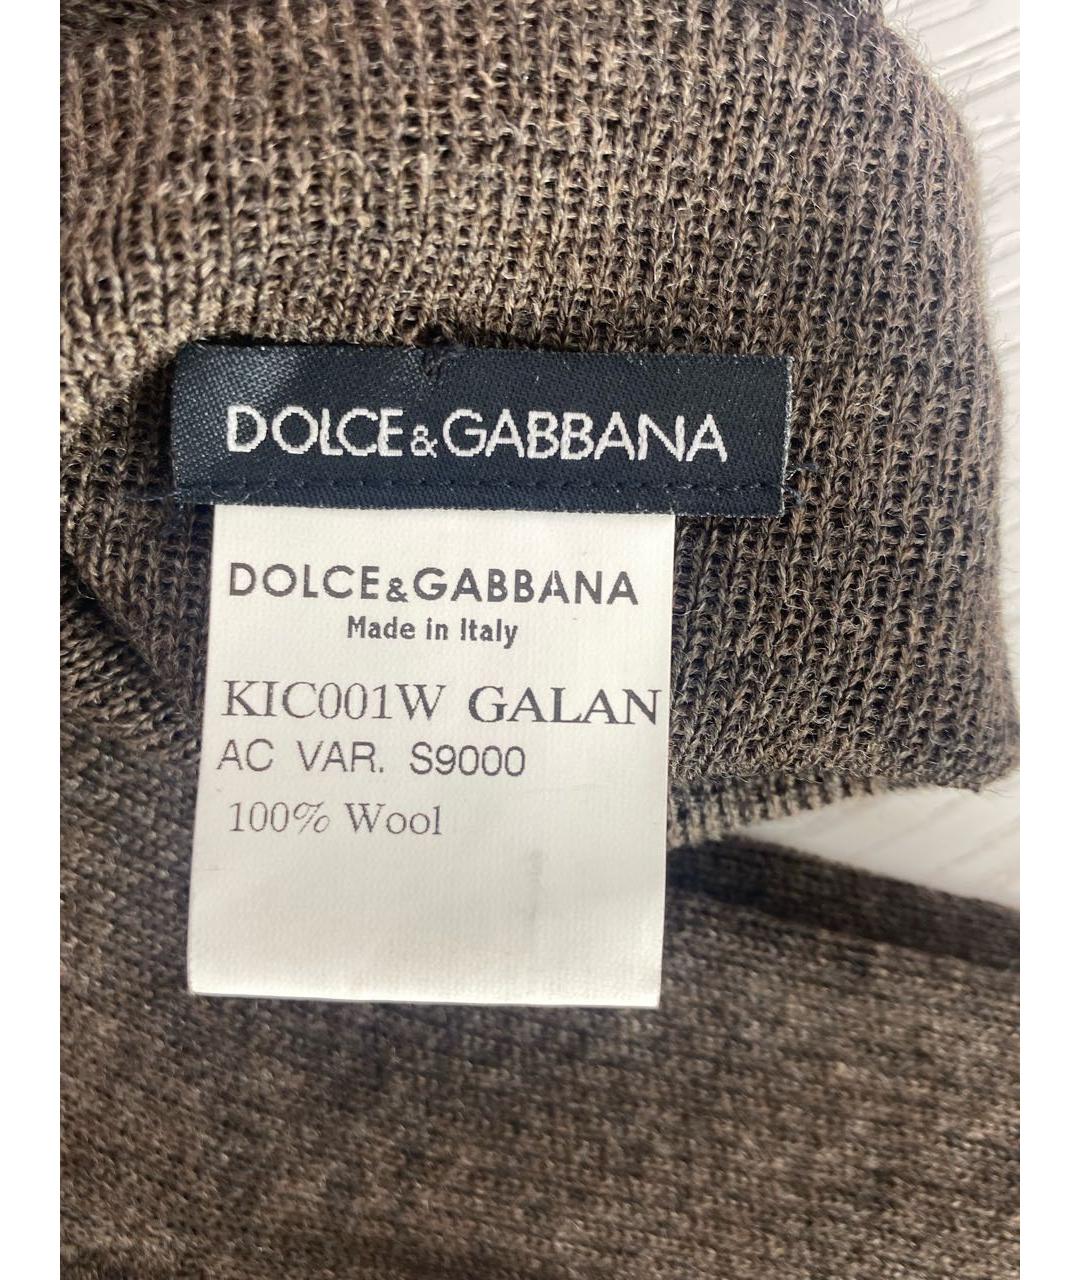 DOLCE&GABBANA
DOLCE&GABBANA
Made in Italy
KIC001W GALAN
AC VAR. S9000
100% Wool